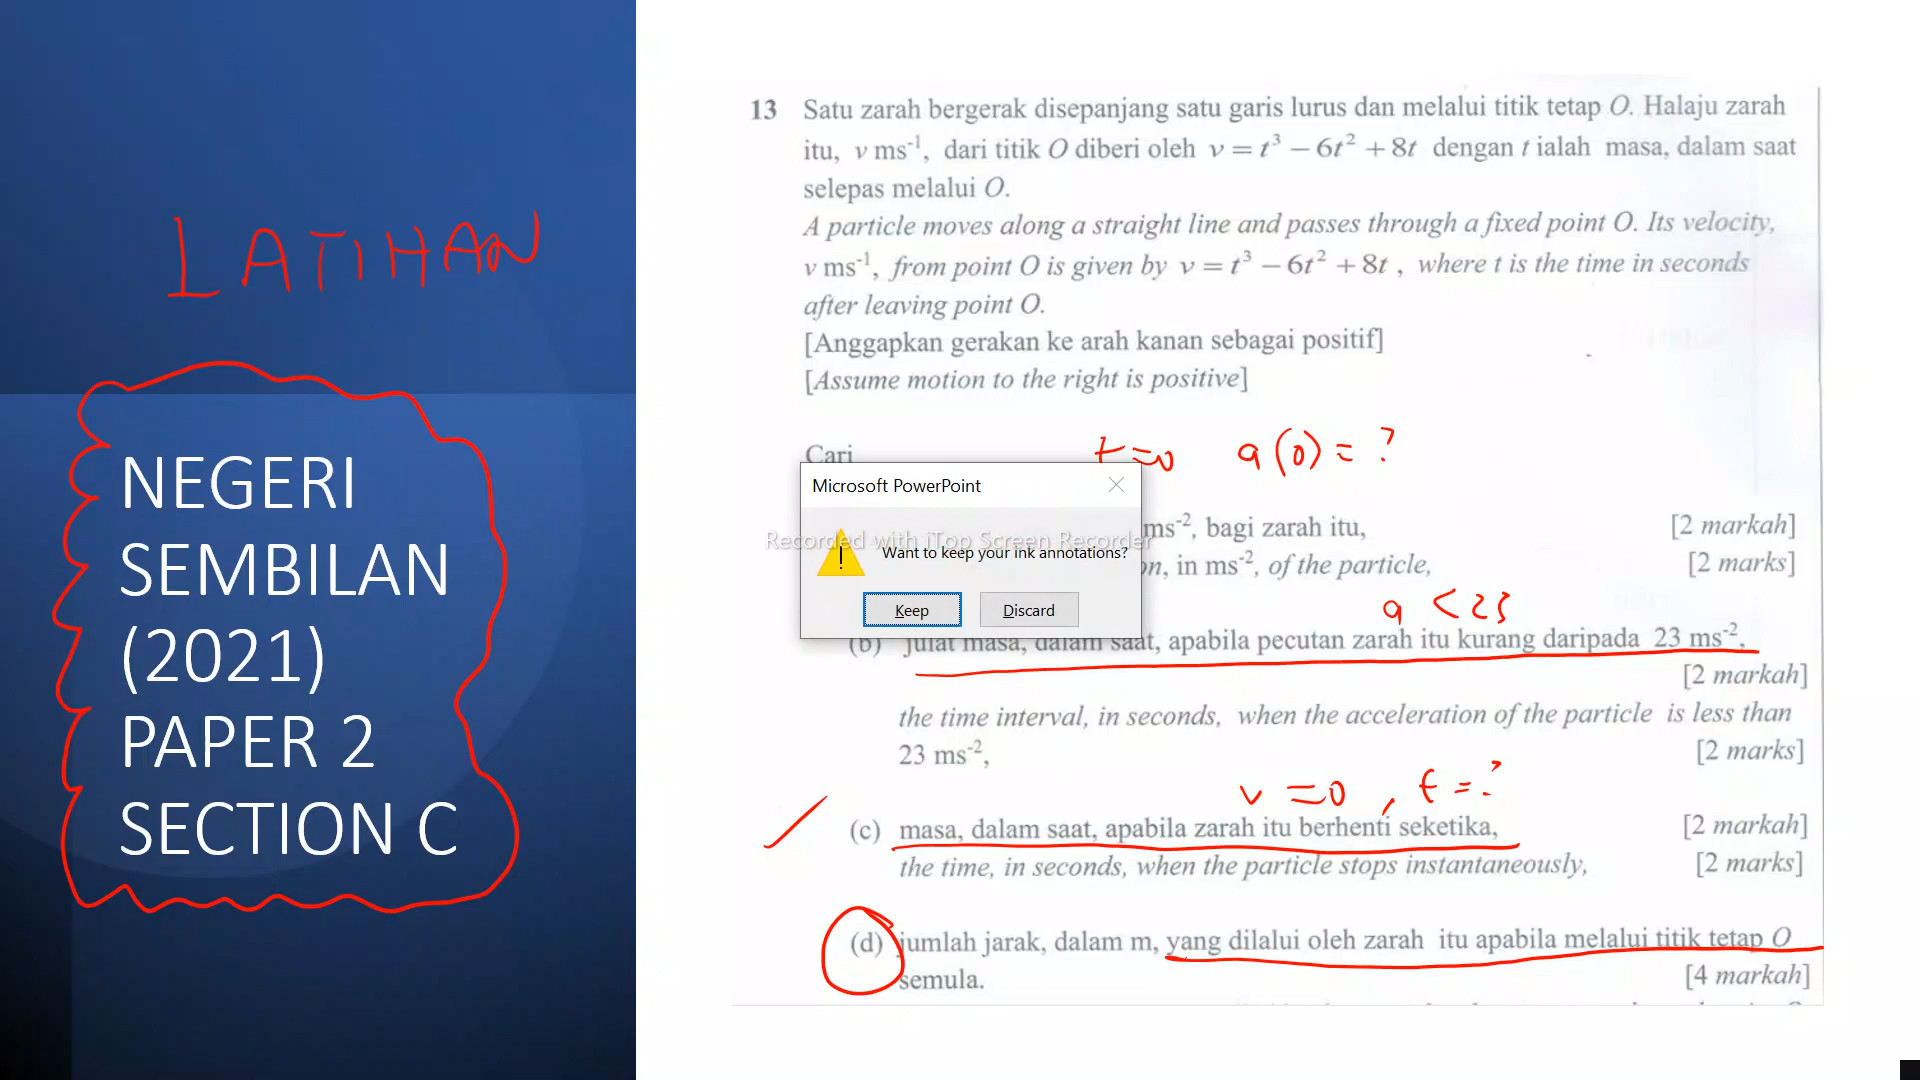 LATIHAN
NEGERI
SEMBILAN
(2021)
PAPER 2
SECTION C
13 Satu zarah bergerak disepanjang satu garis lurus dan melalui titik tetap O. Halaju zarah
itu, v ms⁻¹, dari titik O diberi oleh v = t³ − 6t² + 8t dengan t ialah masa, dalam saat
selepas melalui O.
A particle moves along a straight line and passes through a fixed point O. Its velocity,
v ms⁻¹, from point O is given by v = t³ − 6t² + 8t , where t is the time in seconds
after leaving point O.
[Anggapkan gerakan ke arah kanan sebagai positif]
[Assume motion to the right is positive]
t=0 a(0) = ?
Cari
Microsoft PowerPoint
Recorded with iTop Screen Recorder
Want to keep your ink annotations?
Keep Discard
ms⁻², bagi zarah itu, [2 markah]
in ms⁻², of the particle, [2 marks]
a < 23
(b) julat masa, dalam saat, apabila pecutan zarah itu kurang daripada 23 ms⁻²,
[2 markah]
the time interval, in seconds, when the acceleration of the particle is less than
23 ms⁻², [2 marks]
v = 0 , t = ?
(c) masa, dalam saat, apabila zarah itu berhenti seketika, [2 markah]
the time, in seconds, when the particle stops instantaneously, [2 marks]
(d) jumlah jarak, dalam m, yang dilalui oleh zarah itu apabila melalui titik tetap O
semula. [4 markah]